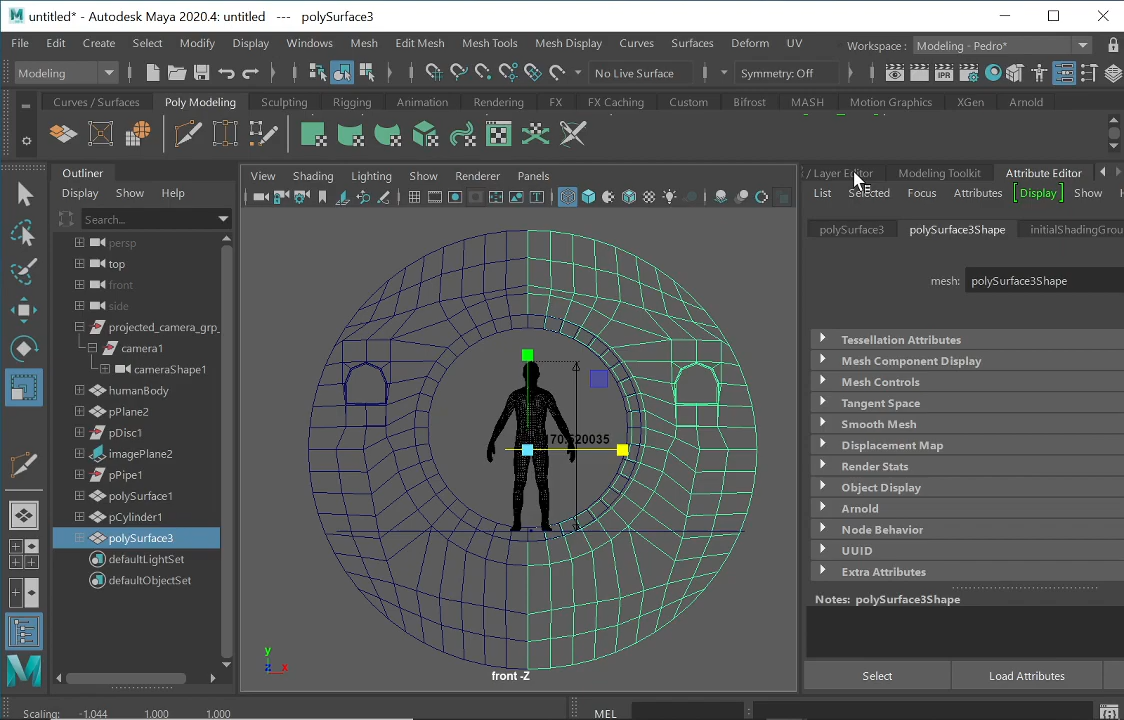 untitled* - Autodesk Maya 2020.4: untitled --- polySurface3
File Edit Create Select Modify Display Windows Mesh Edit Mesh Mesh Tools Mesh Display Curves Surfaces Deform UV Workspace : Modeling - Pedro*
Modeling No Live Surface Symmetry: Off
Curves / Surfaces Poly Modeling Sculpting Rigging Animation Rendering FX FX Caching Custom Bifrost MASH Motion Graphics XGen Arnold
Outliner
Display Show Help
Search...
persp
top
front
side
projected_camera_grp_
camera1
cameraShape1
humanBody
pPlane2
pDisc1
imagePlane2
pPipe1
polySurface1
pCylinder1
polySurface3
defaultLightSet
defaultObjectSet
View Shading Lighting Show Renderer Panels
front -Z
y
z x
/ Layer Editor Modeling Toolkit Attribute Editor
List Selected Focus Attributes Display Show H
polySurface3 polySurface3Shape initialShadingGrou
mesh: polySurface3Shape
Tessellation Attributes
Mesh Component Display
Mesh Controls
Tangent Space
Smooth Mesh
Displacement Map
Render Stats
Object Display
Arnold
Node Behavior
UUID
Extra Attributes
Notes: polySurface3Shape
Select Load Attributes
Scaling: -1.044 1.000 1.000 MEL